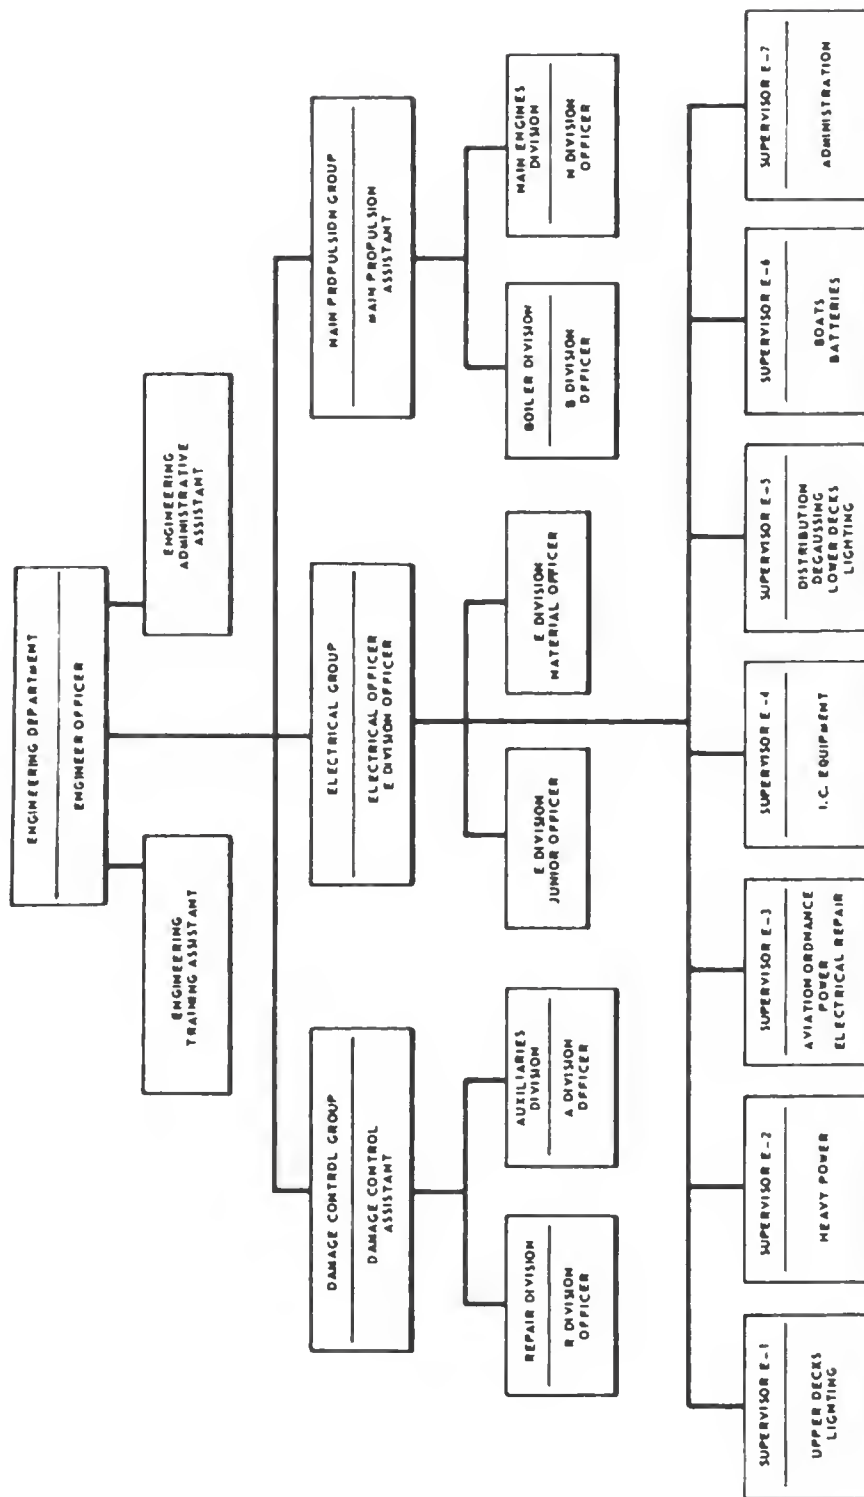 ENGINEERING DEPARTMENT
ENGINEER OFFICER
ENGINEERING
TRAINING ASSISTANT
ENGINEERING
ADMINISTRATIVE
ASSISTANT
DAMAGE CONTROL GROUP
DAMAGE CONTROL
ASSISTANT
ELECTRICAL GROUP
ELECTRICAL OFFICER
E DIVISION OFFICER
MAIN PROPULSION GROUP
MAIN PROPULSION
ASSISTANT
REPAIR DIVISION
R DIVISION
OFFICER
AUXILIARIES
DIVISION
A DIVISION
OFFICER
E DIVISION
JUNIOR OFFICER
E DIVISION
MATERIAL OFFICER
BOILER DIVISION
B DIVISION
OFFICER
MAIN ENGINES
DIVISION
M DIVISION
OFFICER
SUPERVISOR E-1
UPPER DECKS
LIGHTING
SUPERVISOR E-2
HEAVY POWER
SUPERVISOR E-3
AVIATION ORDNANCE
POWER
ELECTRICAL REPAIR
SUPERVISOR E-4
I.C. EQUIPMENT
SUPERVISOR E-5
DISTRIBUTION
DEGAUSSING
LOWER DECKS
LIGHTING
SUPERVISOR E-6
BOATS
BATTERIES
SUPERVISOR E-7
ADMINISTRATION